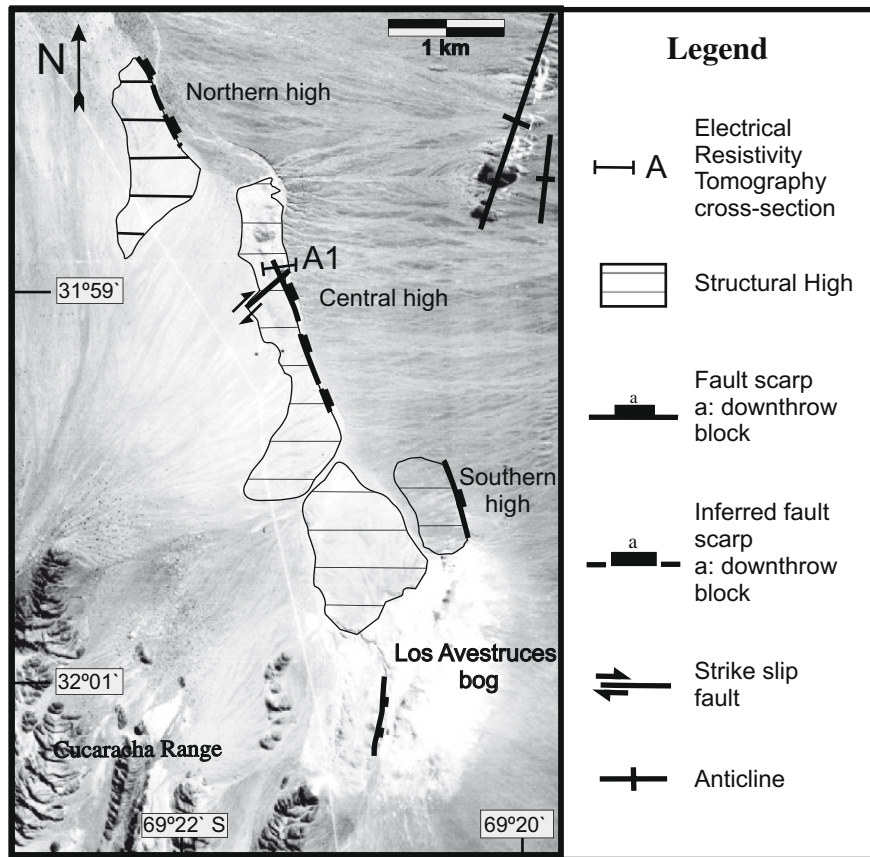 N
1 km
Northern high
A1
31º59`
Central high
Southern
high
Los Avestruces
bog
32º01`
Cucaracha Range
69º22` S
69º20`
Legend
A
Electrical
Resistivity
Tomography
cross-section
Structural High
a
Fault scarp
a: downthrow
block
a
Inferred fault
scarp
a: downthrow
block
Strike slip
fault
Anticline